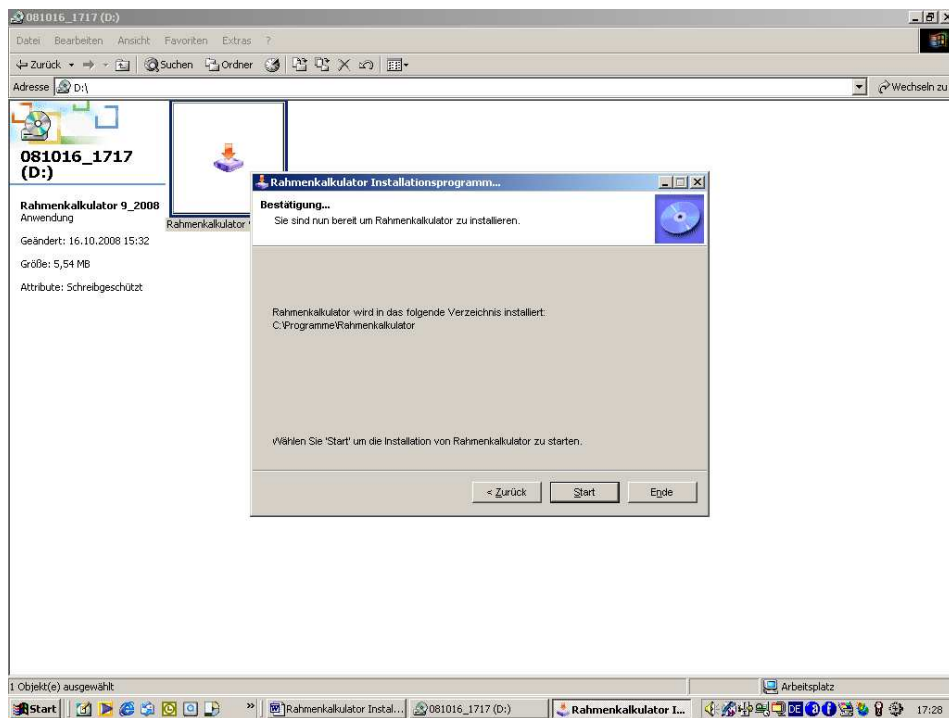 081016_1717 (D:)
Datei Bearbeiten Ansicht Favoriten Extras ?
Zurück Suchen Ordner
Adresse D:\ Wechseln zu
081016_1717
(D:)
Rahmenkalkulator 9_2008
Anwendung
Geändert: 16.10.2008 15:32
Größe: 5,54 MB
Attribute: Schreibgeschützt
Rahmenkalkulator
Rahmenkalkulator Installationsprogramm...
Bestätigung...
Sie sind nun bereit um Rahmenkalkulator zu installieren.
Rahmenkalkulator wird in das folgende Verzeichnis installiert:
C:\Programme\Rahmenkalkulator
Wählen Sie 'Start' um die Installation von Rahmenkalkulator zu starten.
< Zurück Start Ende
1 Objekt(e) ausgewählt Arbeitsplatz
Start » Rahmenkalkulator Instal... 081016_1717 (D:) Rahmenkalkulator I... DE 17:28